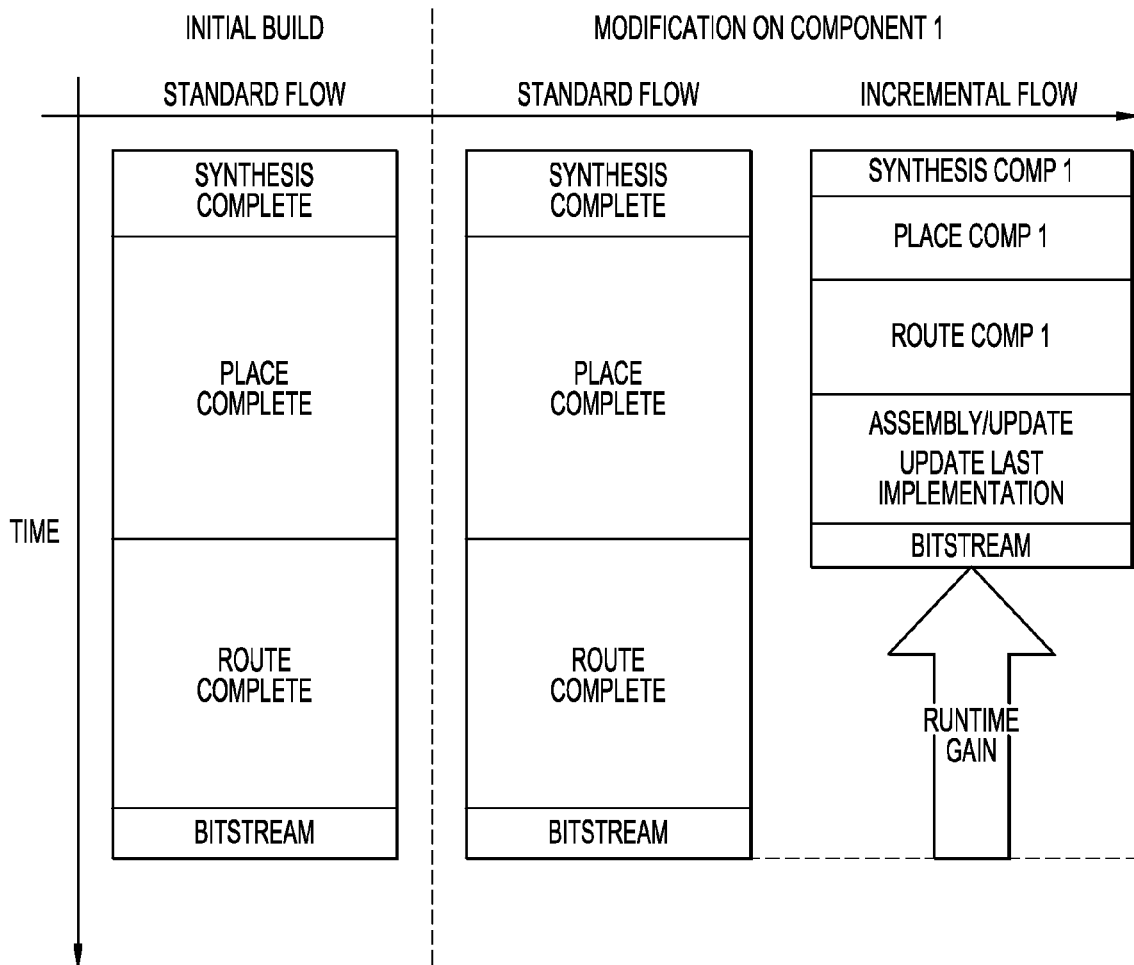 INITIAL BUILD
MODIFICATION ON COMPONENT 1
STANDARD FLOW
STANDARD FLOW
INCREMENTAL FLOW
TIME
SYNTHESIS
COMPLETE
PLACE
COMPLETE
ROUTE
COMPLETE
BITSTREAM
SYNTHESIS
COMPLETE
PLACE
COMPLETE
ROUTE
COMPLETE
BITSTREAM
SYNTHESIS COMP 1
PLACE COMP 1
ROUTE COMP 1
ASSEMBLY/UPDATE
UPDATE LAST
IMPLEMENTATION
BITSTREAM
RUNTIME
GAIN